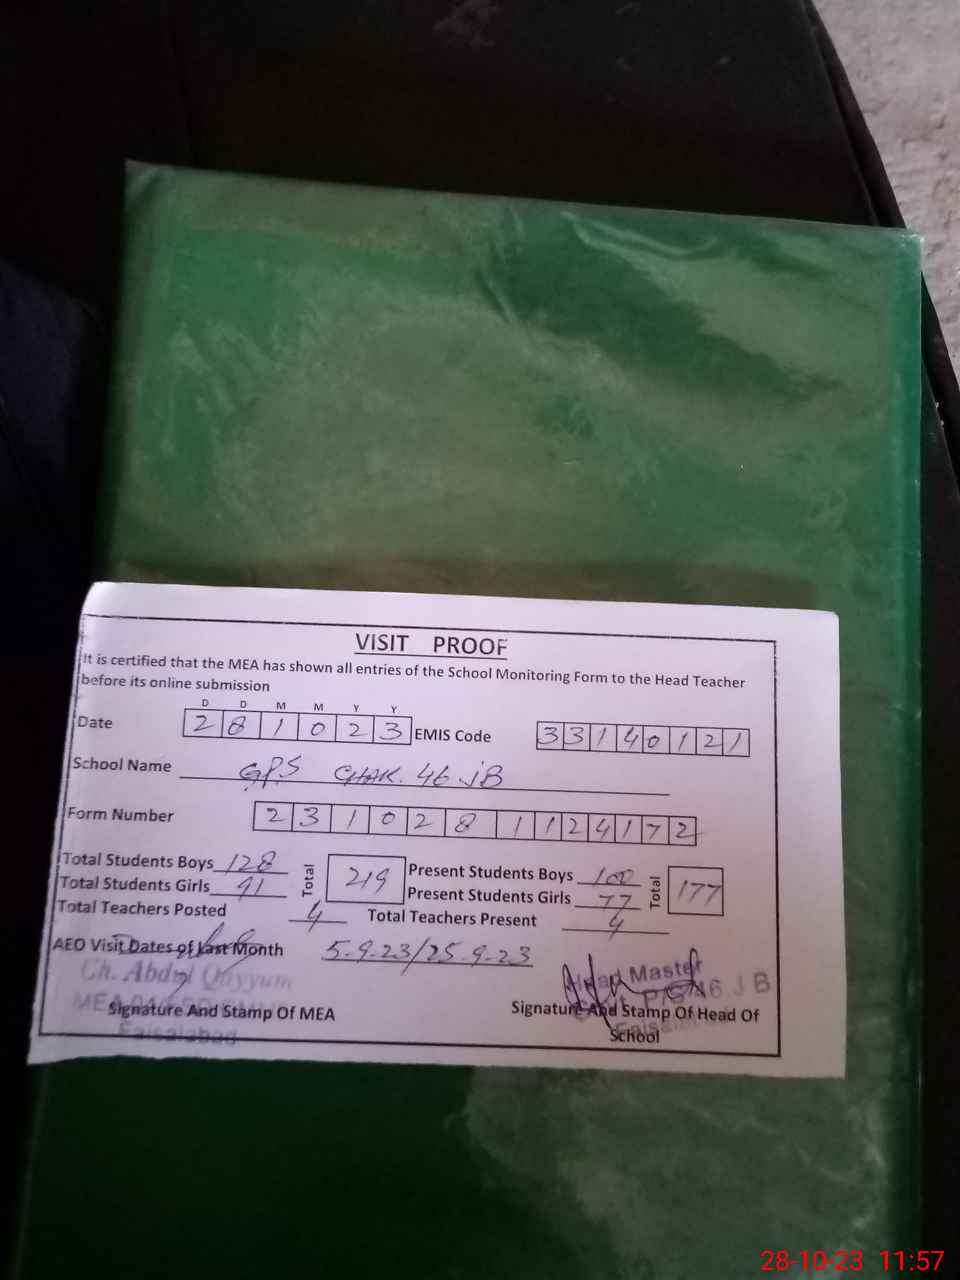 VISIT PROOF
It is certified that the MEA has shown all entries of the School Monitoring Form to the Head Teacher
before its online submission
D D M M Y Y
Date 2 8 1 0 2 3 EMIS Code 3 3 1 4 0 1 2 1
School Name GPS CHAK. 46 JB
Form Number 2 3 1 0 2 8 1 1 2 4 1 7 2
Total Students Boys 128 Total 219 Present Students Boys 100 Total 177
Total Students Girls 91 Present Students Girls 77
Total Teachers Posted 4 Total Teachers Present 4
AEO Visit Dates of Last Month 5-9-23/25-9-23
Ch. Abdul Qayyum
Head Master
MEA
P/S 46 J B
Signature And Stamp Of MEA
Signature And Stamp Of Head Of
School
Faisalabad
28-10-23 11:57